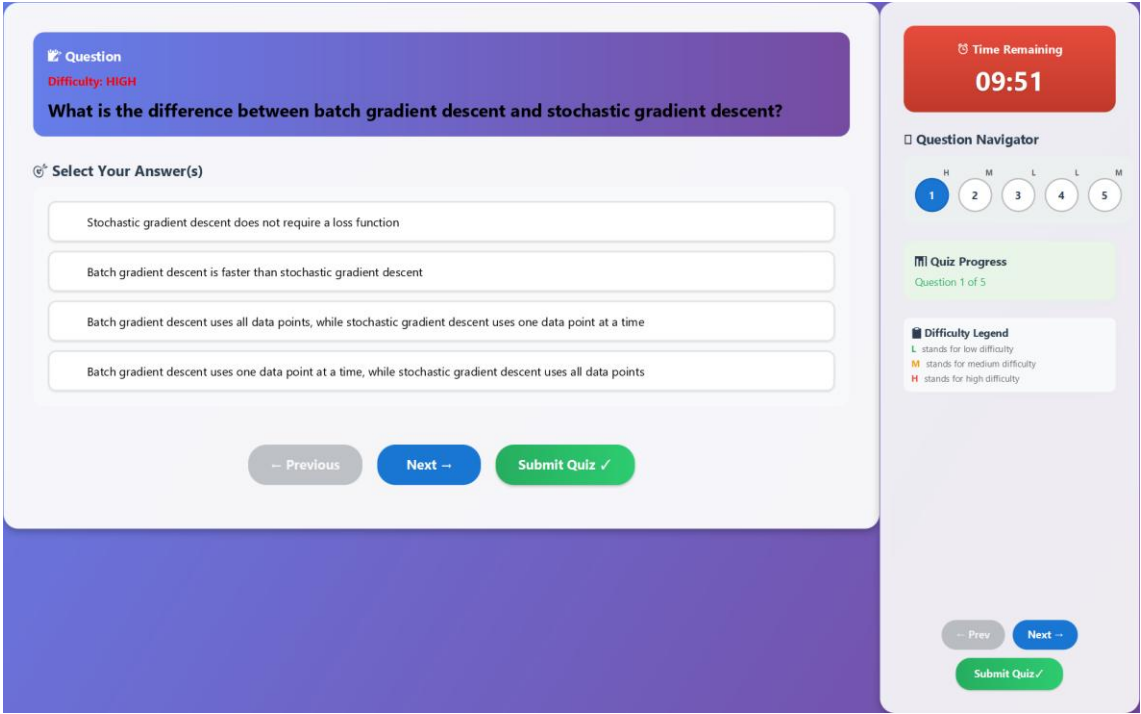 Question
Difficulty: HIGH
What is the difference between batch gradient descent and stochastic gradient descent?
Select Your Answer(s)
Stochastic gradient descent does not require a loss function
Batch gradient descent is faster than stochastic gradient descent
Batch gradient descent uses all data points, while stochastic gradient descent uses one data point at a time
Batch gradient descent uses one data point at a time, while stochastic gradient descent uses all data points
← Previous
Next →
Submit Quiz ✓
Time Remaining
09:51
Question Navigator
H M L L M
1 2 3 4 5
Quiz Progress
Question 1 of 5
Difficulty Legend
L stands for low difficulty
M stands for medium difficulty
H stands for high difficulty
← Prev
Next →
Submit Quiz✓